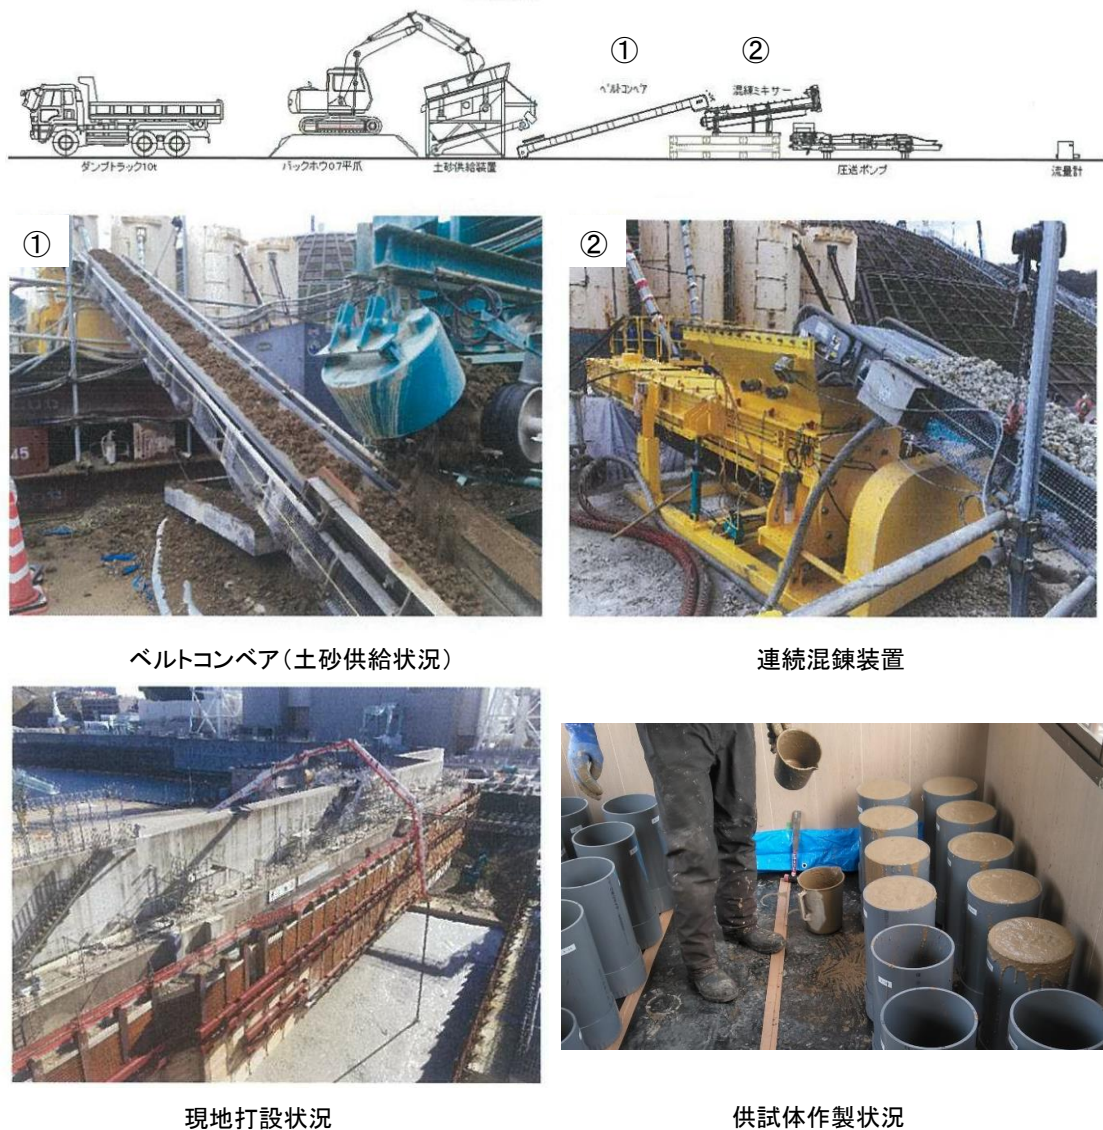 ① ②
ベルトコンベア 混練ミキサー
ダンプトラック10t バックホウ0.7平爪 土砂供給装置 圧送ポンプ 流量計
① ②
45
ベルトコンベア(土砂供給状況) 連続混錬装置
現地打設状況 供試体作製状況